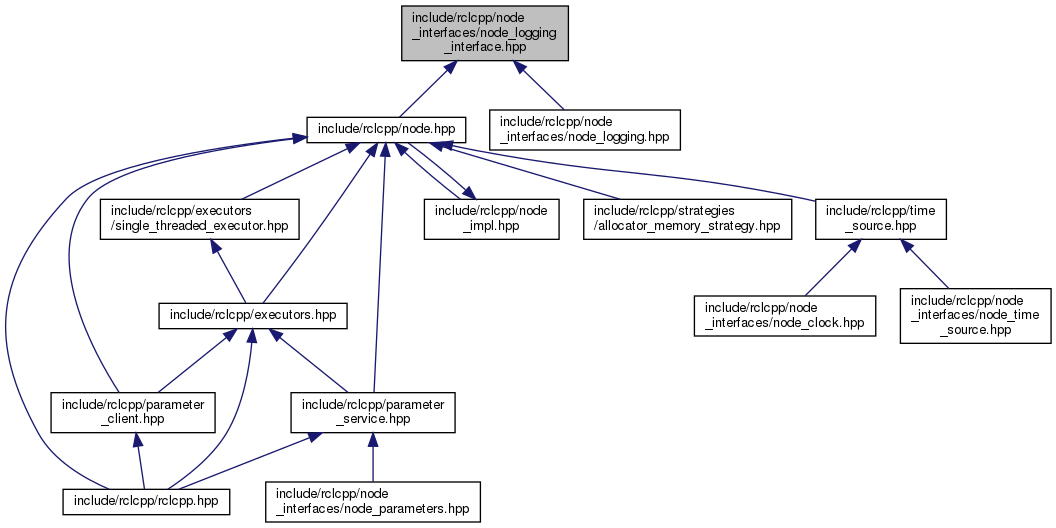 include/rclcpp/node
_interfaces/node_logging
_interface.hpp
include/rclcpp/node.hpp
include/rclcpp/node
_interfaces/node_logging.hpp
include/rclcpp/executors
/single_threaded_executor.hpp
include/rclcpp/node
_impl.hpp
include/rclcpp/strategies
/allocator_memory_strategy.hpp
include/rclcpp/time
_source.hpp
include/rclcpp/executors.hpp
include/rclcpp/node
_interfaces/node_clock.hpp
include/rclcpp/node
_interfaces/node_time
_source.hpp
include/rclcpp/parameter
_client.hpp
include/rclcpp/parameter
_service.hpp
include/rclcpp/rclcpp.hpp
include/rclcpp/node
_interfaces/node_parameters.hpp